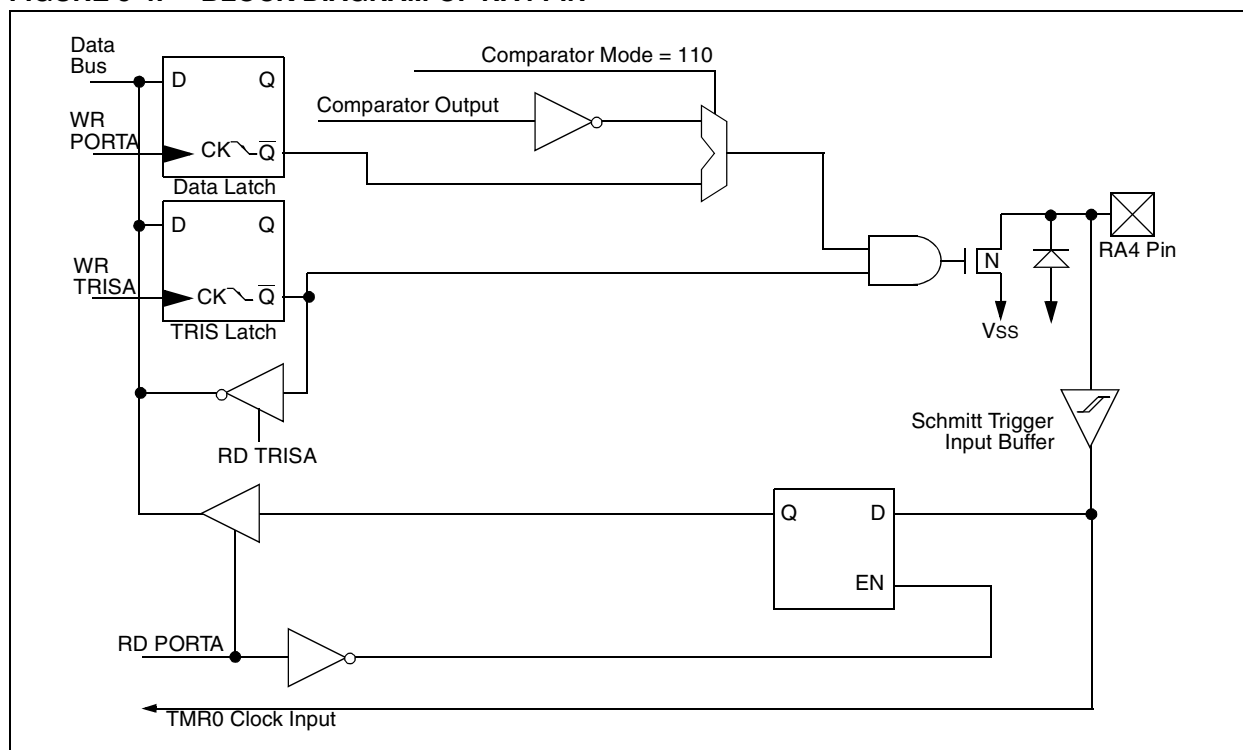 Data
Bus
D Q
WR
PORTA
CK Q
Data Latch
D Q
WR
TRISA
CK Q
TRIS Latch
RD TRISA
Comparator Mode = 110
Comparator Output
N
VSS
RA4 Pin
Schmitt Trigger
Input Buffer
Q D
EN
RD PORTA
TMR0 Clock Input